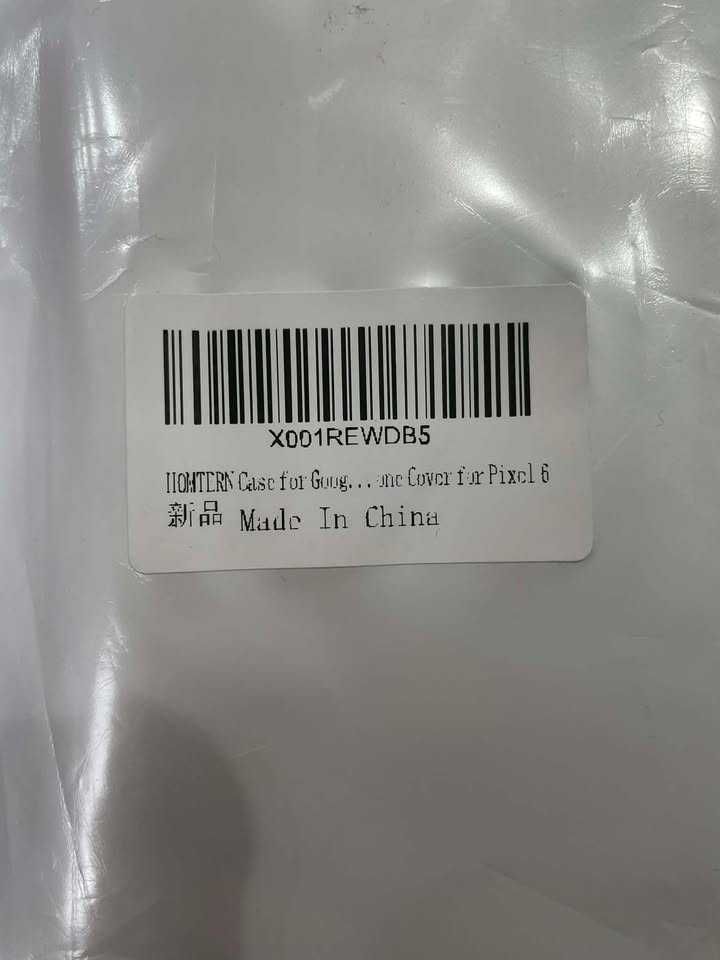 X001REWDB5
HOMTERN Case for Goog...one Cover for Pixel 6
新品 Made In China